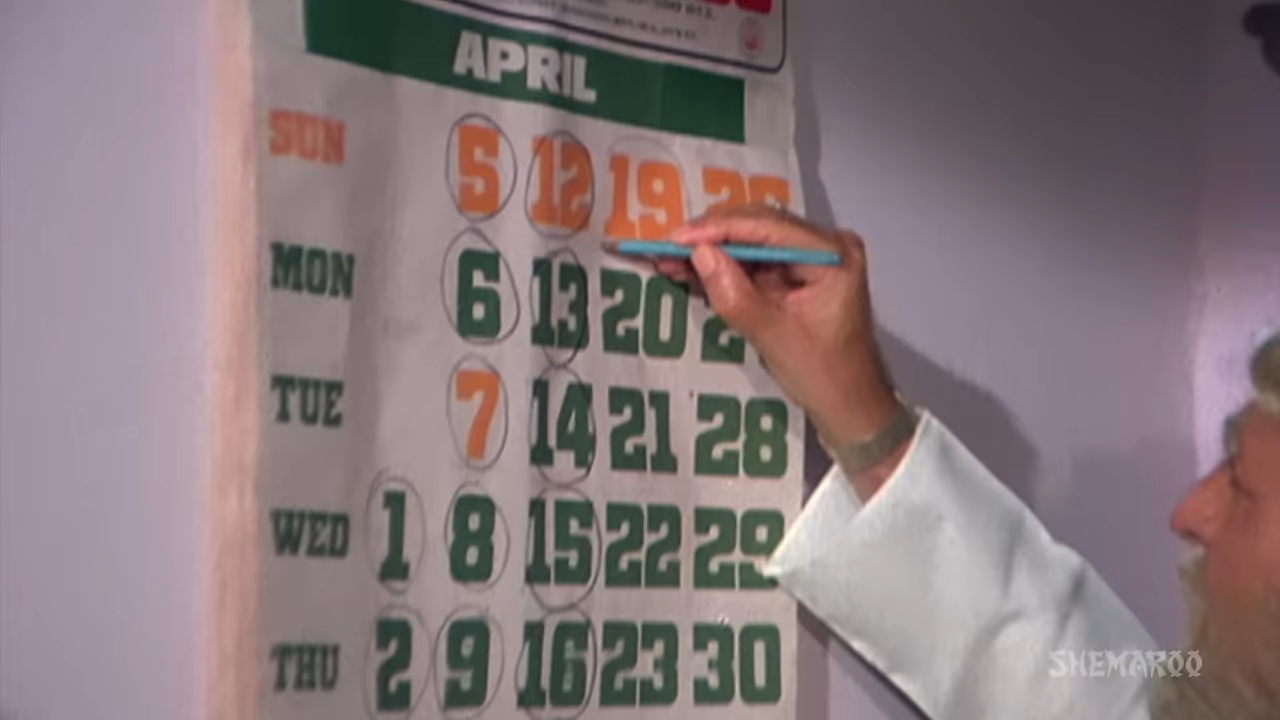 APRIL
SUN 5 12 19 26
MON 6 13 20
TUE 7 14 21 28
WED 1 8 15 22 29
THU 2 9 16 23 30
SHEMAROO